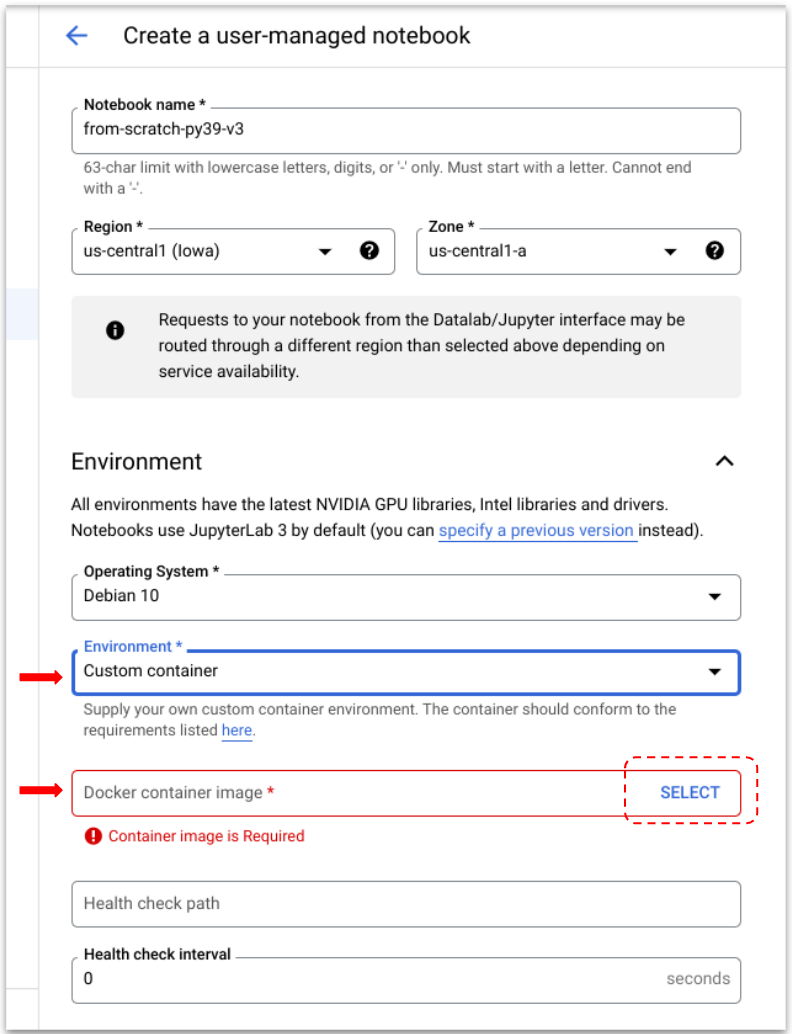 Create a user-managed notebook
Notebook name *
from-scratch-py39-v3
63-char limit with lowercase letters, digits, or '-' only. Must start with a letter. Cannot end
with a '-'.
Region *
us-central1 (Iowa)
Zone *
us-central1-a
Requests to your notebook from the Datalab/Jupyter interface may be
routed through a different region than selected above depending on
service availability.
Environment
All environments have the latest NVIDIA GPU libraries, Intel libraries and drivers.
Notebooks use JupyterLab 3 by default (you can specify a previous version instead).
Operating System *
Debian 10
Environment *
Custom container
Supply your own custom container environment. The container should conform to the
requirements listed here.
Docker container image *
SELECT
Container image is Required
Health check path
Health check interval
0
seconds